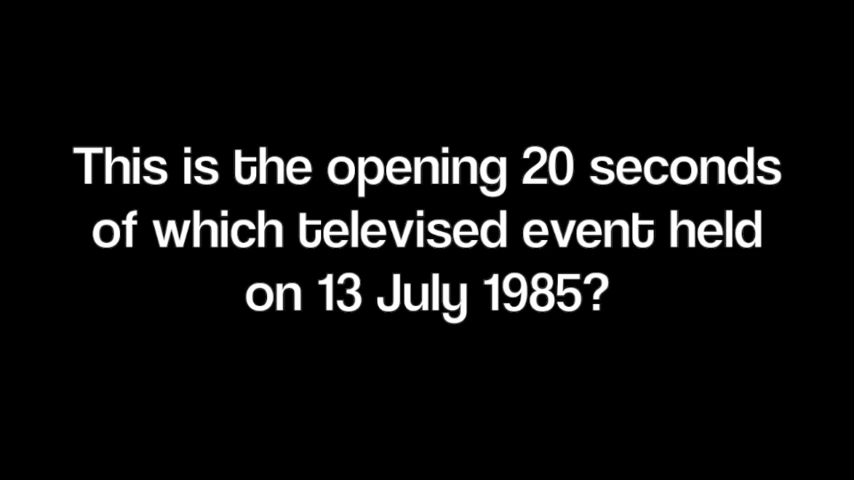 This is the opening 20 seconds
of which televised event held
on 13 July 1985?